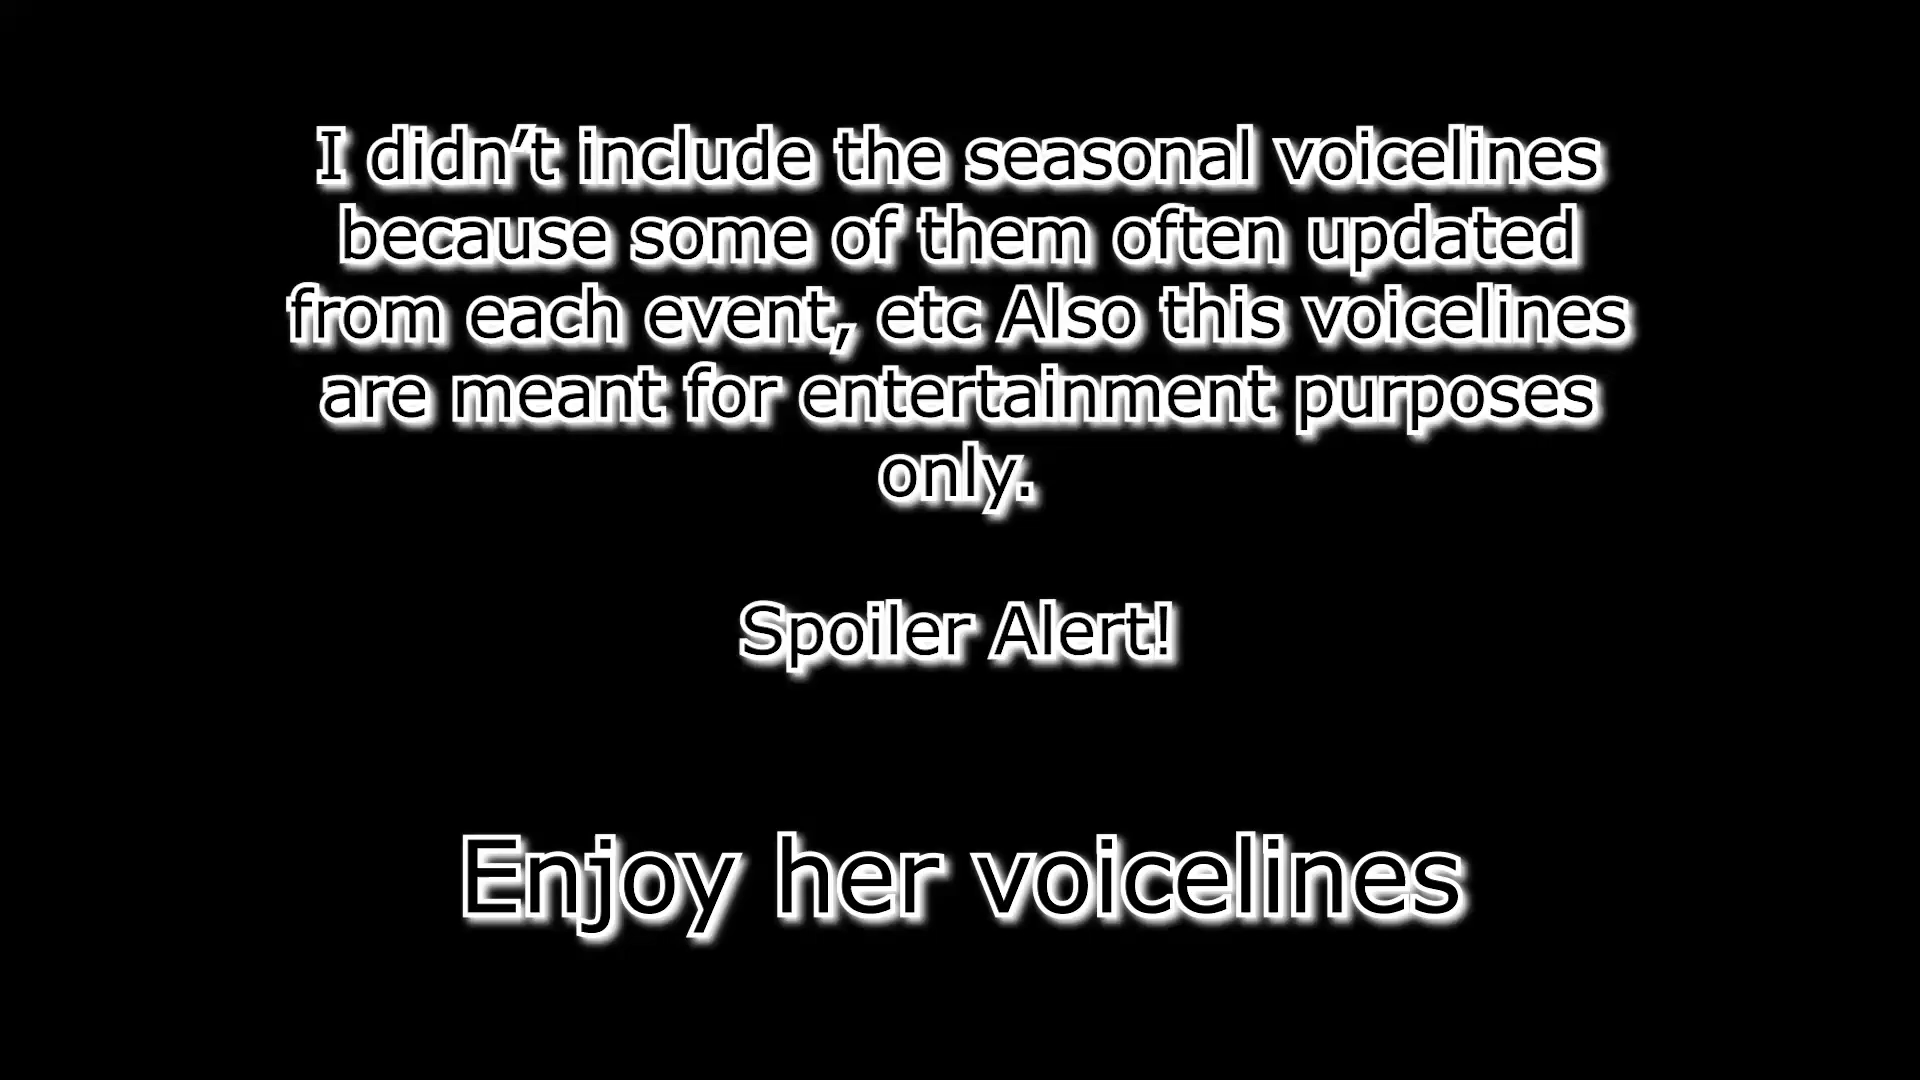 I didn’t include the seasonal voicelines
because some of them often updated
from each event, etc Also this voicelines
are meant for entertainment purposes
only.
Spoiler Alert!
Enjoy her voicelines